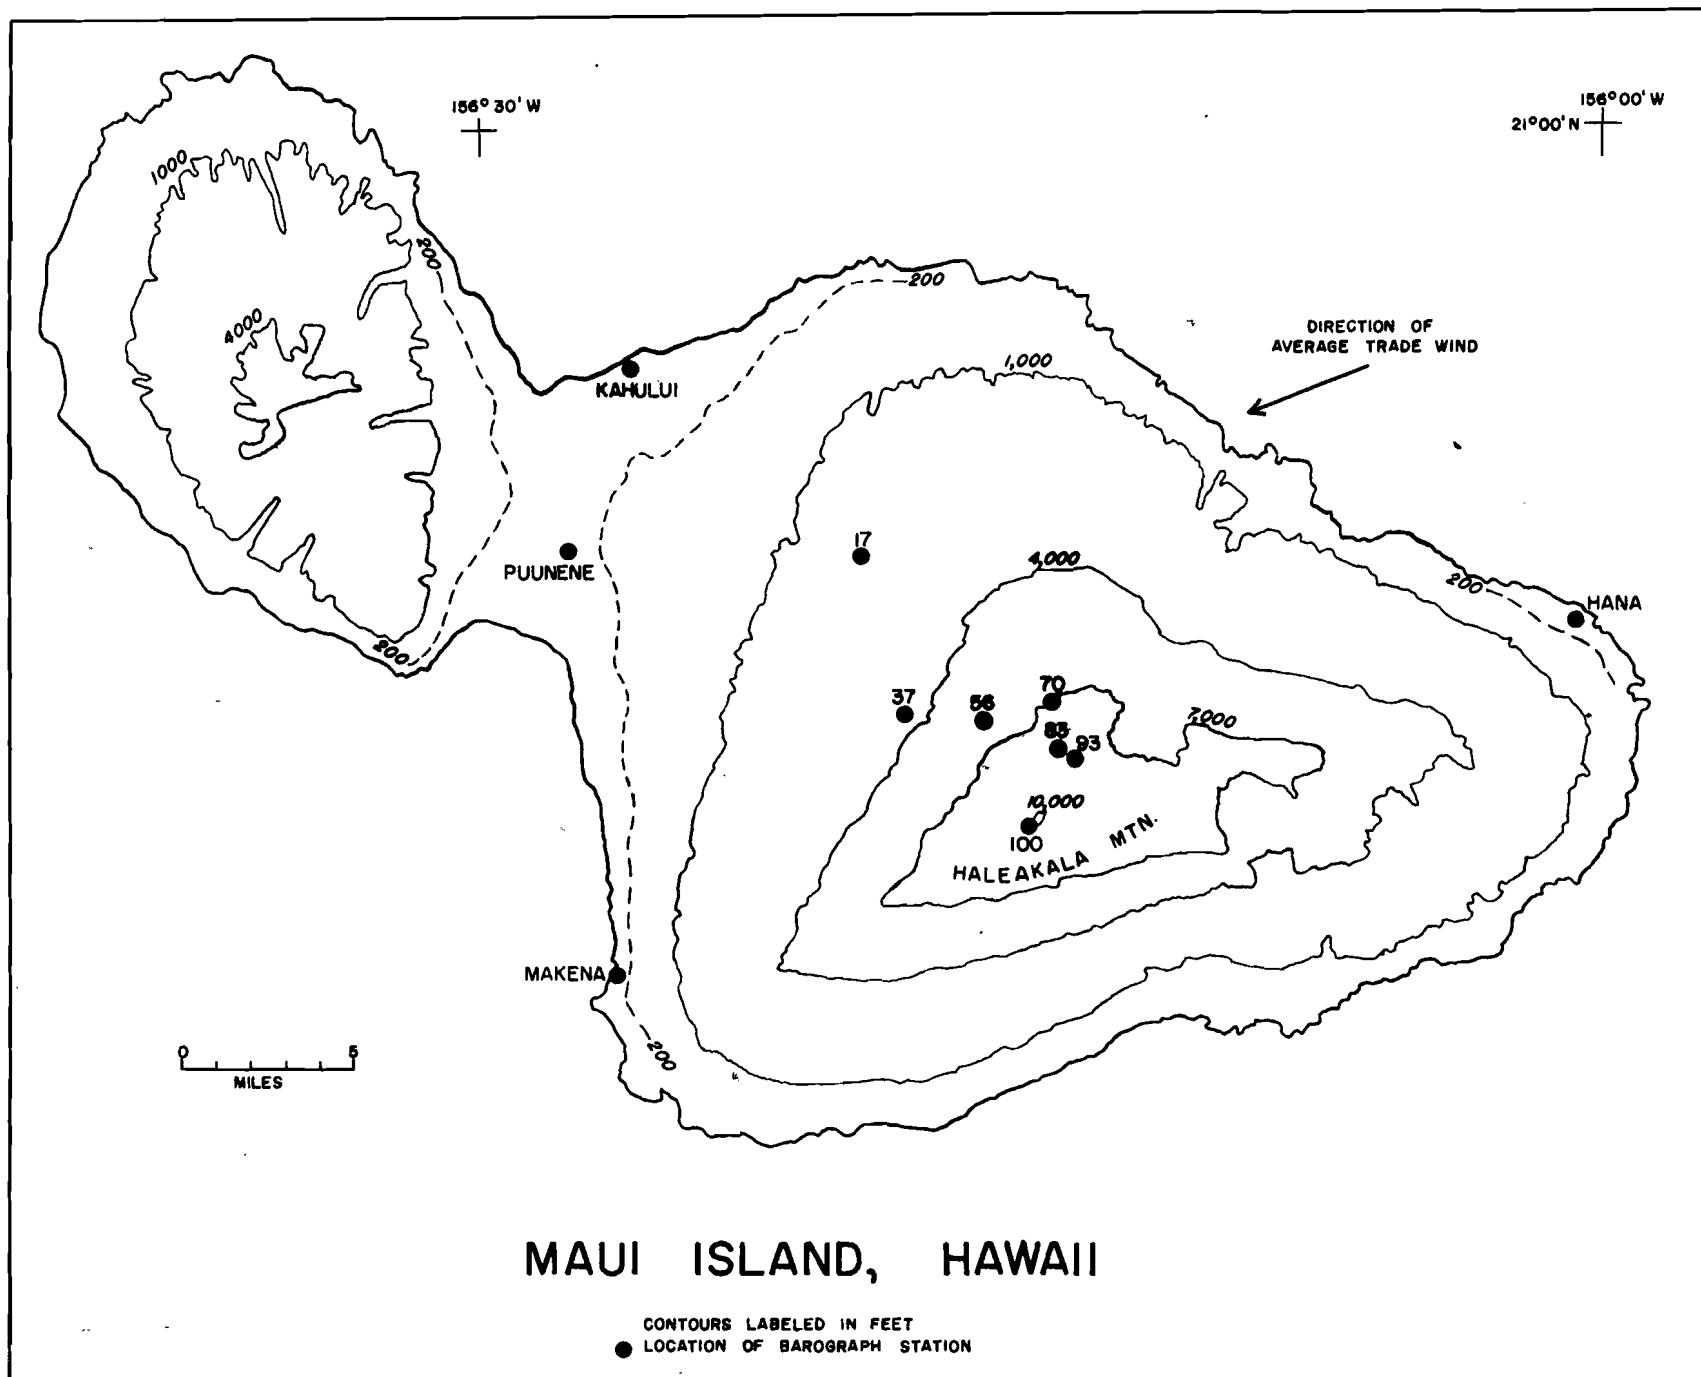 156° 30' W
156° 00' W
21° 00' N
1000
200
4000
200
DIRECTION OF
AVERAGE TRADE WIND
1,000
KAHULUI
17
4,000
PUUNENE
200
HANA
200
37
56
70
7,000
85
93
10,000
100
HALEAKALA MTN.
MAKENA
200
0 5
MILES
MAUI ISLAND, HAWAII
CONTOURS LABELED IN FEET
LOCATION OF BAROGRAPH STATION